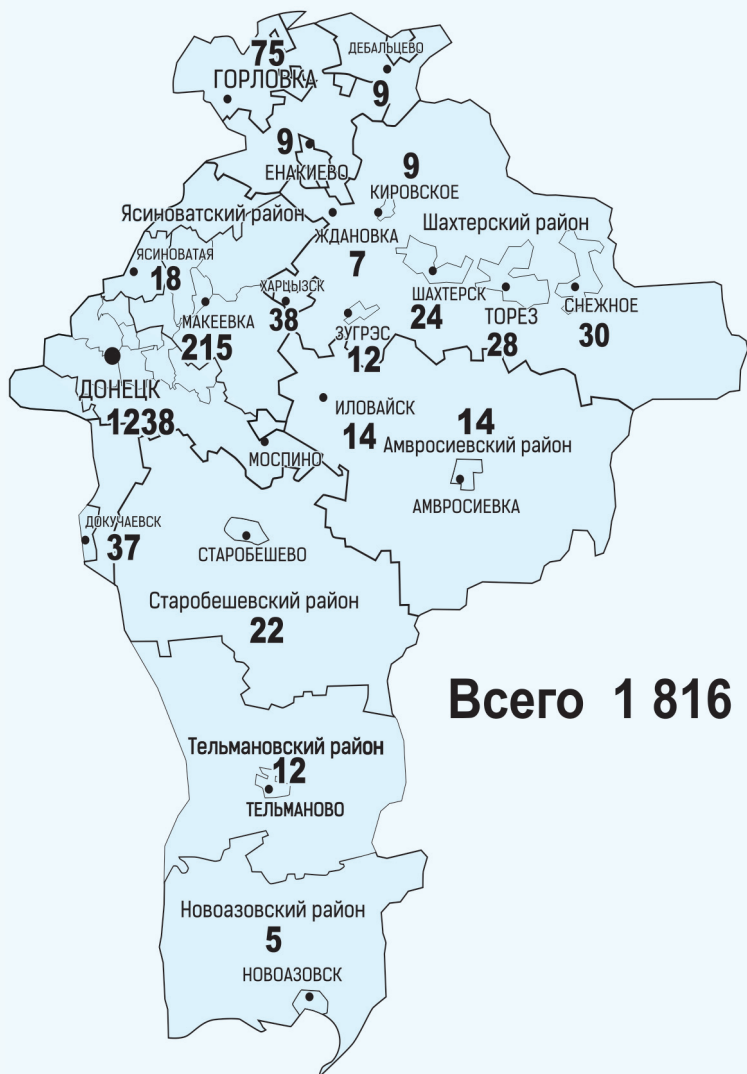 75
ГОРЛОВКА
ДЕБАЛЬЦЕВО
9
9
ЕНАКИЕВО
9
КИРОВСКОЕ
Ясиноватский район
ЖДАНОВКА
7
Шахтерский район
ЯСИНОВАТАЯ
18
МАКЕЕВКА
215
ХАРЦЫЗСК
38
ЗУГРЭС
12
ШАХТЕРСК
24
ТОРЕЗ
28
СНЕЖНОЕ
30
ДОНЕЦК
1238
МОСПИНО
ИЛОВАЙСК
14
14
Амвросиевский район
АМВРОСИЕВКА
ДОКУЧАЕВСК
37
СТАРОБЕШЕВО
Старобешевский район
22
Всего 1 816
Тельмановский район
12
ТЕЛЬМАНОВО
Новоазовский район
5
НОВОАЗОВСК